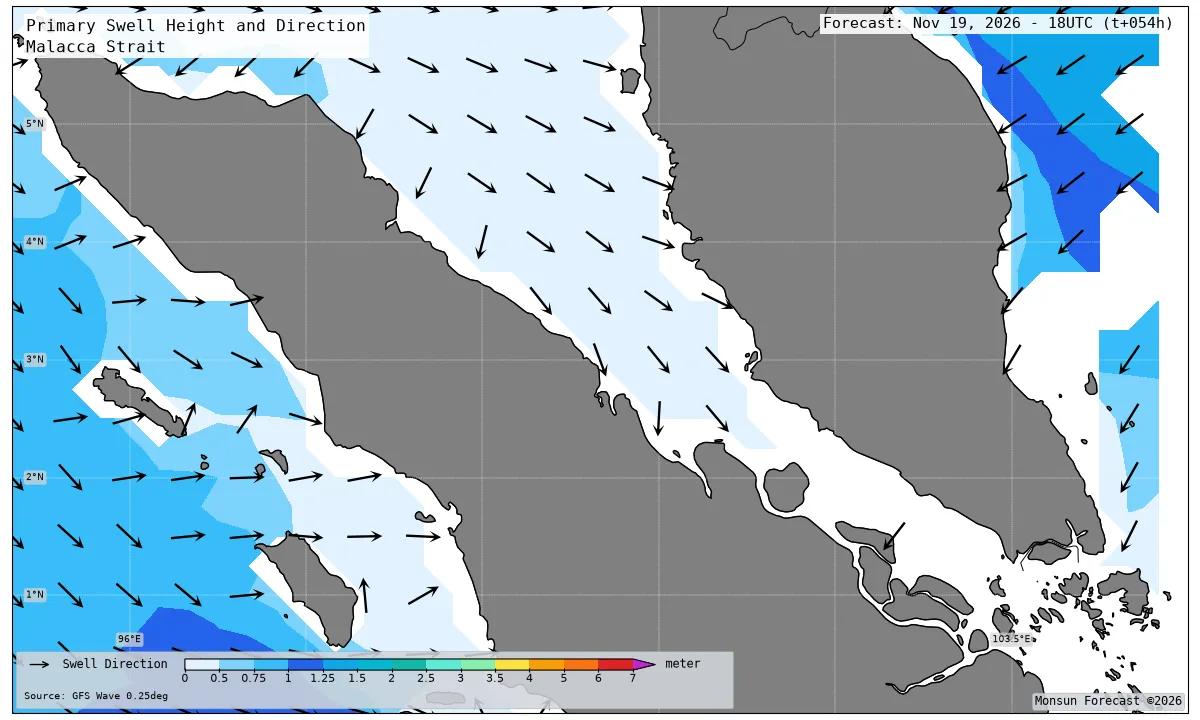 Primary Swell Height and Direction
Malacca Strait
Forecast: Nov 19, 2026 - 18UTC (t+054h)
5°N
4°N
3°N
2°N
1°N
96°E
103.5°E
Swell Direction
meter
0 0.5 0.75 1 1.25 1.5 2 2.5 3 3.5 4 5 6 7
Source: GFS Wave 0.25deg
Monsun Forecast ©2026